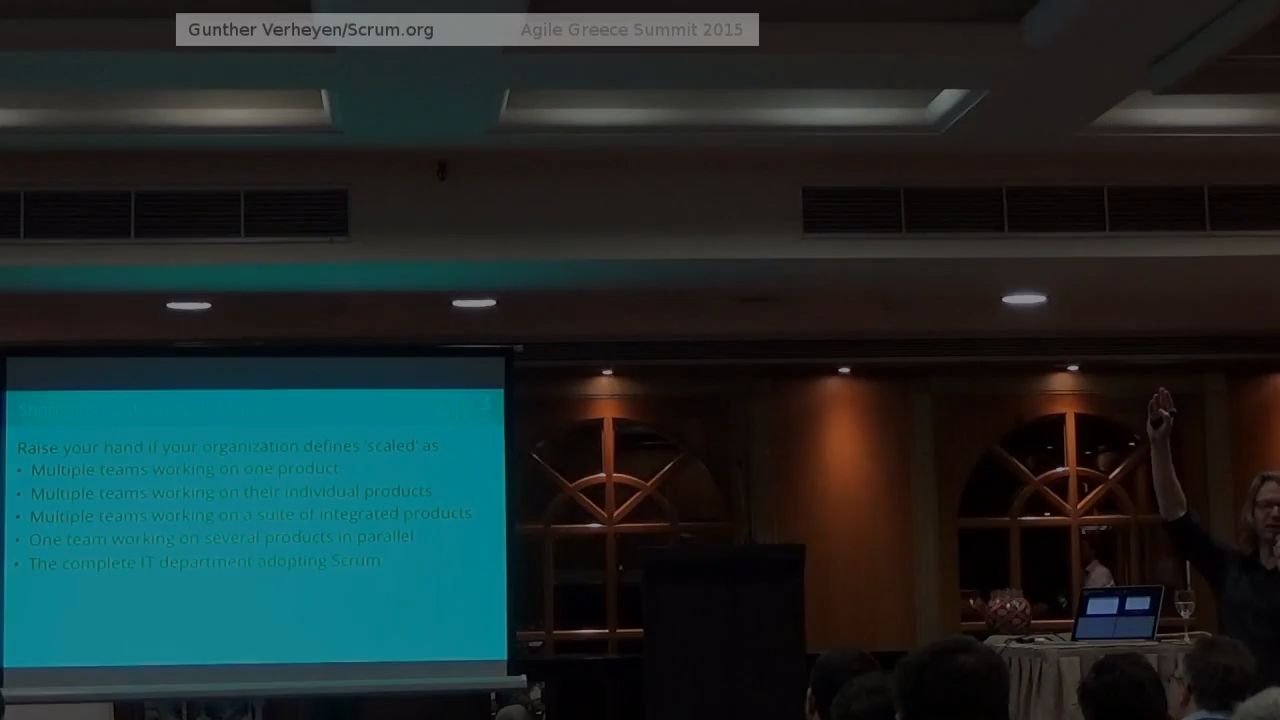 Gunther Verheyen/Scrum.org Agile Greece Summit 2015
Raise your hand if your organization defines 'scaled' as
• Multiple teams working on one product
• Multiple teams working on their individual products
• Multiple teams working on a suite of integrated products
• One team working on several products in parallel
• The complete IT department adopting Scrum